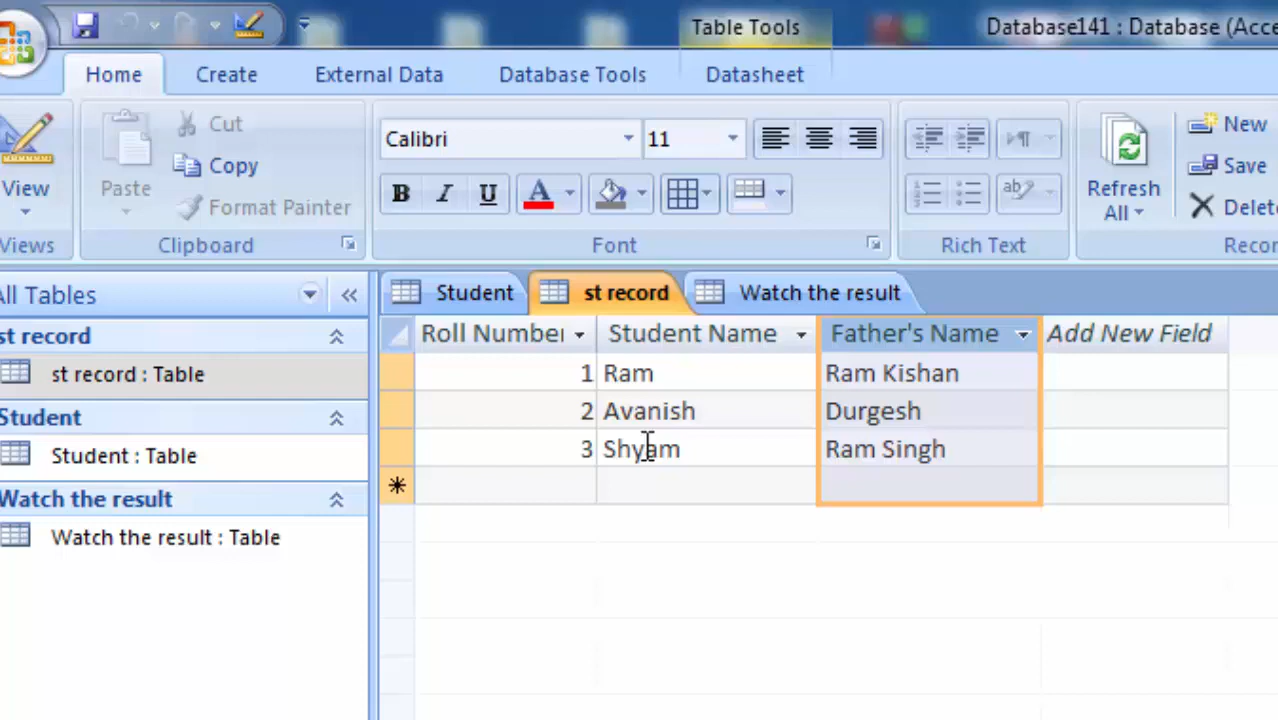 Table Tools
Database141 : Database (Acce
Home
Create
External Data
Database Tools
Datasheet
View
Views
Paste
Cut
Copy
Format Painter
Clipboard
Calibri
11
B I U A
Font
ab
Rich Text
Refresh
All
New
Save
Delete
Recor
All Tables
«
Student
st record
Watch the result
st record
st record : Table
Student
Student : Table
Watch the result
Watch the result : Table
Roll Number Student Name Father's Name Add New Field
1 Ram Ram Kishan
2 Avanish Durgesh
3 Shyam Ram Singh